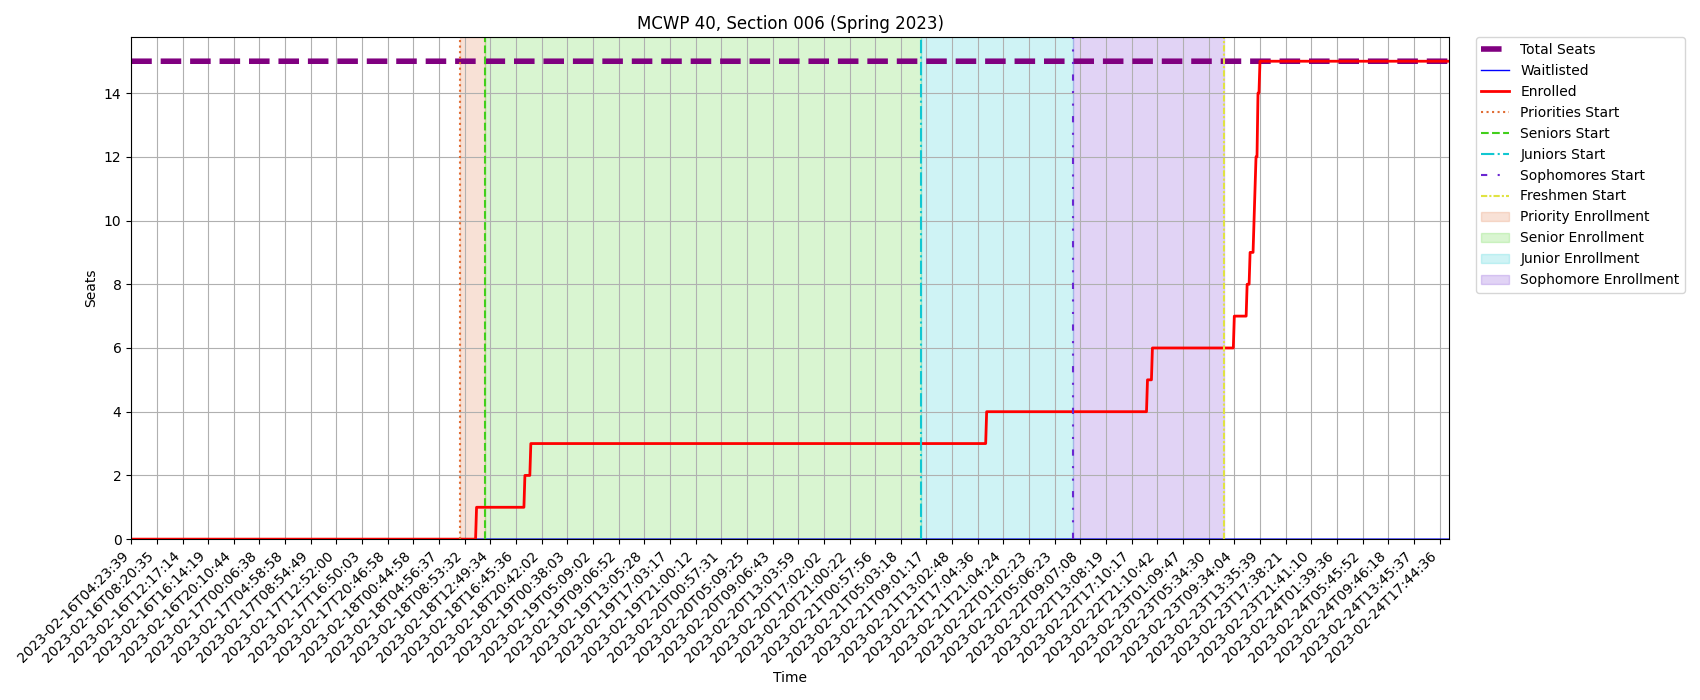 MCWP 40, Section 006 (Spring 2023)
Seats
14
12
10
8
6
4
2
0
2023-02-16T04:23:39
2023-02-16T08:20:35
2023-02-16T12:17:14
2023-02-16T16:14:19
2023-02-16T20:10:44
2023-02-17T00:06:38
2023-02-17T04:58:58
2023-02-17T08:54:49
2023-02-17T12:52:00
2023-02-17T16:50:03
2023-02-17T20:46:58
2023-02-18T00:44:58
2023-02-18T04:56:37
2023-02-18T08:53:32
2023-02-18T12:49:34
2023-02-18T16:45:36
2023-02-18T20:42:02
2023-02-19T00:38:03
2023-02-19T05:09:02
2023-02-19T09:06:52
2023-02-19T13:05:28
2023-02-19T17:03:17
2023-02-19T21:00:12
2023-02-20T00:57:31
2023-02-20T05:09:25
2023-02-20T09:06:43
2023-02-20T13:03:59
2023-02-20T17:02:02
2023-02-20T21:00:22
2023-02-21T00:57:56
2023-02-21T05:03:18
2023-02-21T09:01:17
2023-02-21T13:02:48
2023-02-21T17:04:36
2023-02-21T21:04:24
2023-02-22T01:02:23
2023-02-22T05:06:23
2023-02-22T09:07:08
2023-02-22T13:08:19
2023-02-22T17:10:17
2023-02-22T21:10:42
2023-02-23T01:09:47
2023-02-23T05:34:30
2023-02-23T09:34:04
2023-02-23T13:35:39
2023-02-23T17:38:21
2023-02-23T21:41:10
2023-02-24T01:39:36
2023-02-24T05:45:52
2023-02-24T09:46:18
2023-02-24T13:45:37
2023-02-24T17:44:36
Time
Total Seats
Waitlisted
Enrolled
Priorities Start
Seniors Start
Juniors Start
Sophomores Start
Freshmen Start
Priority Enrollment
Senior Enrollment
Junior Enrollment
Sophomore Enrollment